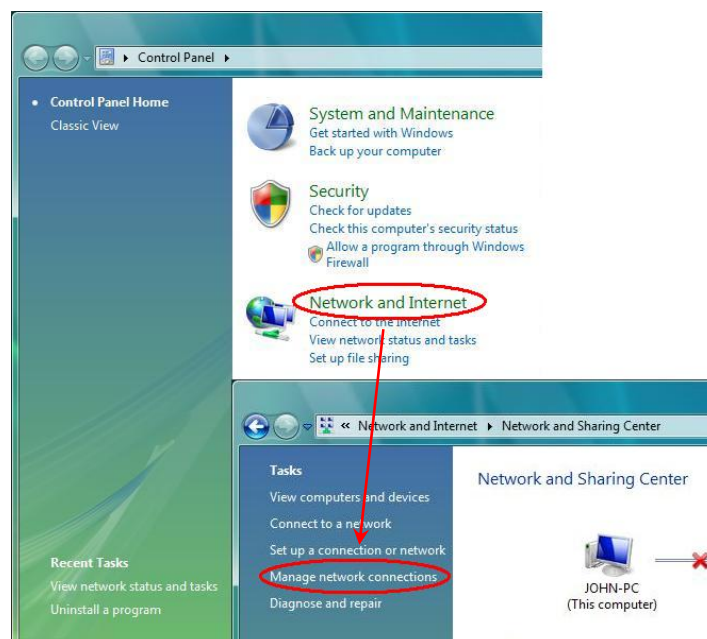 Control Panel
Control Panel Home
Classic View
System and Maintenance
Get started with Windows
Back up your computer
Security
Check for updates
Check this computer's security status
Allow a program through Windows
Firewall
Network and Internet
Connect to the Internet
View network status and tasks
Set up file sharing
Recent Tasks
View network status and tasks
Uninstall a program
« Network and Internet Network and Sharing Center
Tasks
View computers and devices
Connect to a network
Set up a connection or network
Manage network connections
Diagnose and repair
Network and Sharing Center
JOHN-PC
(This computer)